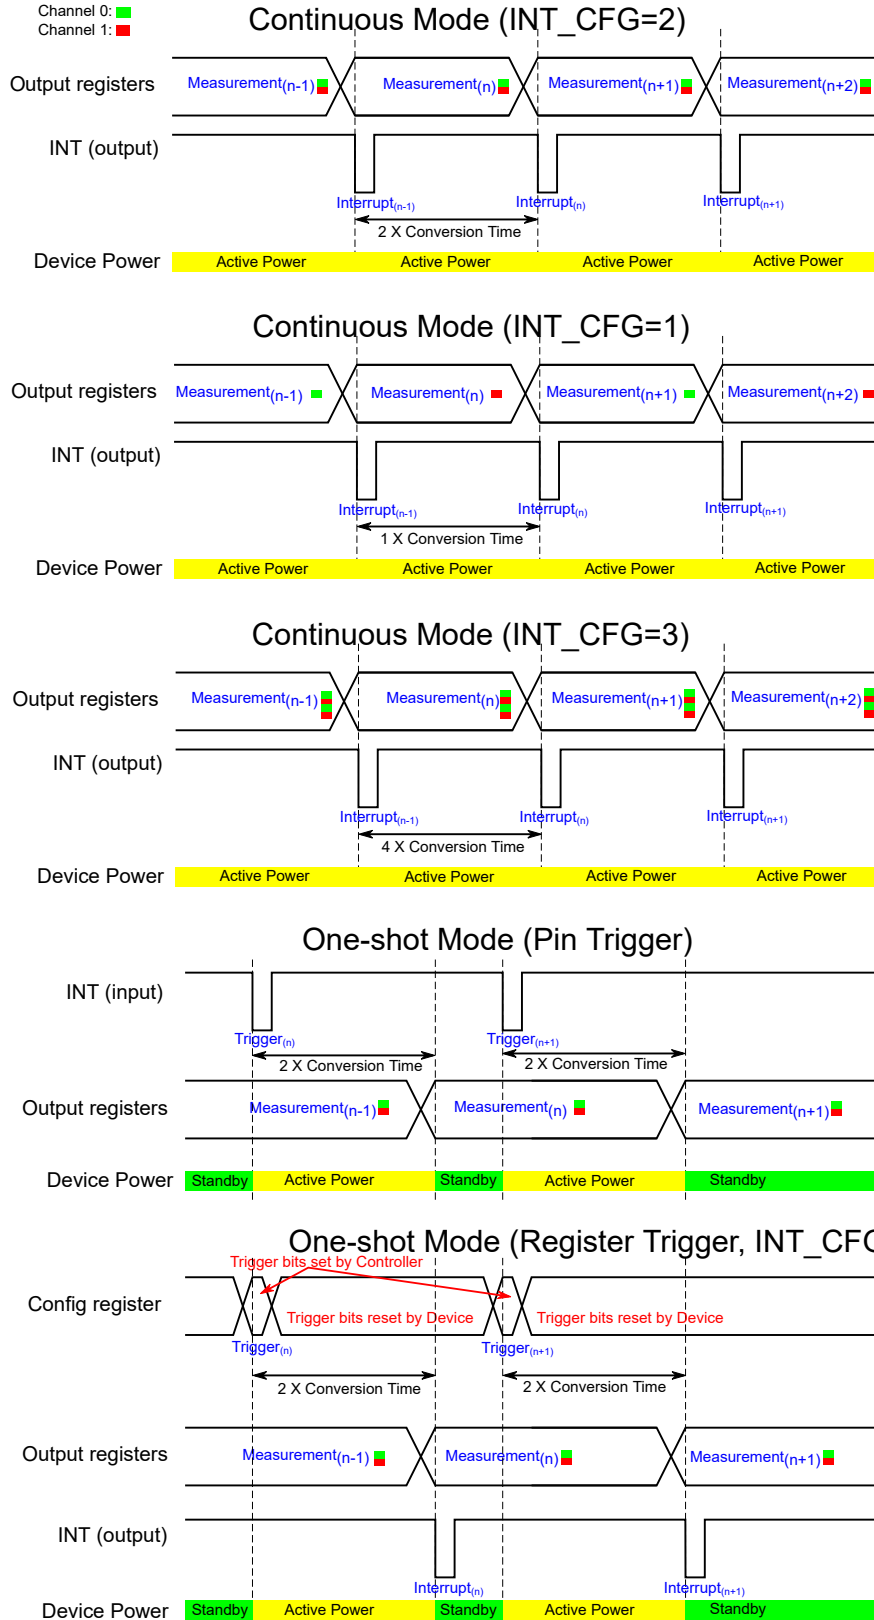 Channel 0:
Channel 1:
Continuous Mode (INT_CFG=2)
Output registers
Measurement(n-1)
Measurement(n)
Measurement(n+1)
Measurement(n+2)
INT (output)
Interrupt(n-1)
Interrupt(n)
Interrupt(n+1)
2 X Conversion Time
Device Power
Active Power
Active Power
Active Power
Active Power
Continuous Mode (INT_CFG=1)
Output registers
Measurement(n-1)
Measurement(n)
Measurement(n+1)
Measurement(n+2)
INT (output)
Interrupt(n-1)
Interrupt(n)
Interrupt(n+1)
1 X Conversion Time
Device Power
Active Power
Active Power
Active Power
Active Power
Continuous Mode (INT_CFG=3)
Output registers
Measurement(n-1)
Measurement(n)
Measurement(n+1)
Measurement(n+2)
INT (output)
Interrupt(n-1)
Interrupt(n)
Interrupt(n+1)
4 X Conversion Time
Device Power
Active Power
Active Power
Active Power
Active Power
One-shot Mode (Pin Trigger)
INT (input)
Trigger(n)
Trigger(n+1)
2 X Conversion Time
2 X Conversion Time
Output registers
Measurement(n-1)
Measurement(n)
Measurement(n+1)
Device Power
Standby
Active Power
Standby
Active Power
Standby
One-shot Mode (Register Trigger, INT_CFG
Trigger bits set by Controller
Config register
Trigger bits reset by Device
Trigger bits reset by Device
Trigger(n)
Trigger(n+1)
2 X Conversion Time
2 X Conversion Time
Output registers
Measurement(n-1)
Measurement(n)
Measurement(n+1)
INT (output)
Interrupt(n)
Interrupt(n+1)
Device Power
Standby
Active Power
Standby
Active Power
Standby